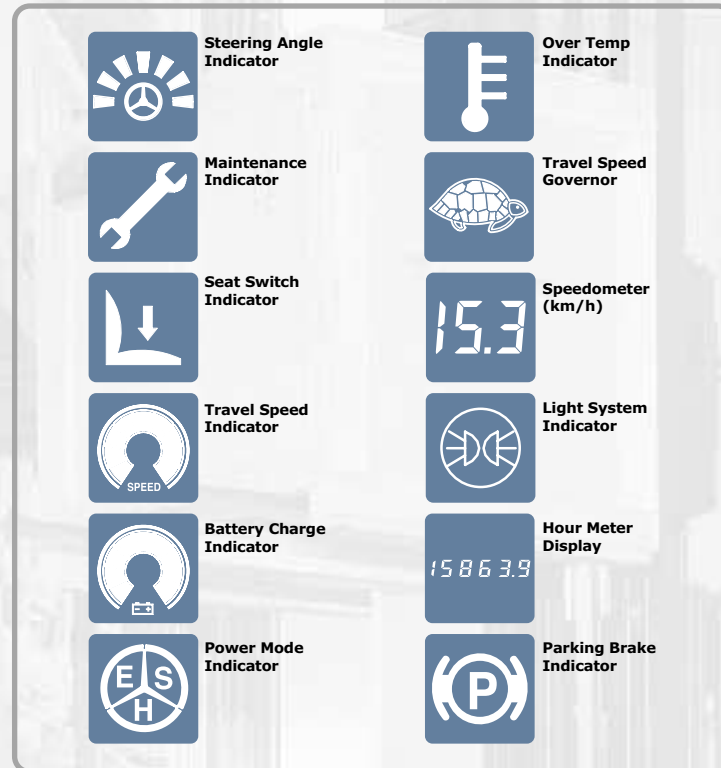 Steering Angle
Indicator
Over Temp
Indicator
Maintenance
Indicator
Travel Speed
Governor
Seat Switch
Indicator
15.3
Speedometer
(km/h)
SPEED
Travel Speed
Indicator
Light System
Indicator
- +
Battery Charge
Indicator
15863.9
Hour Meter
Display
E S
H
Power Mode
Indicator
P
Parking Brake
Indicator